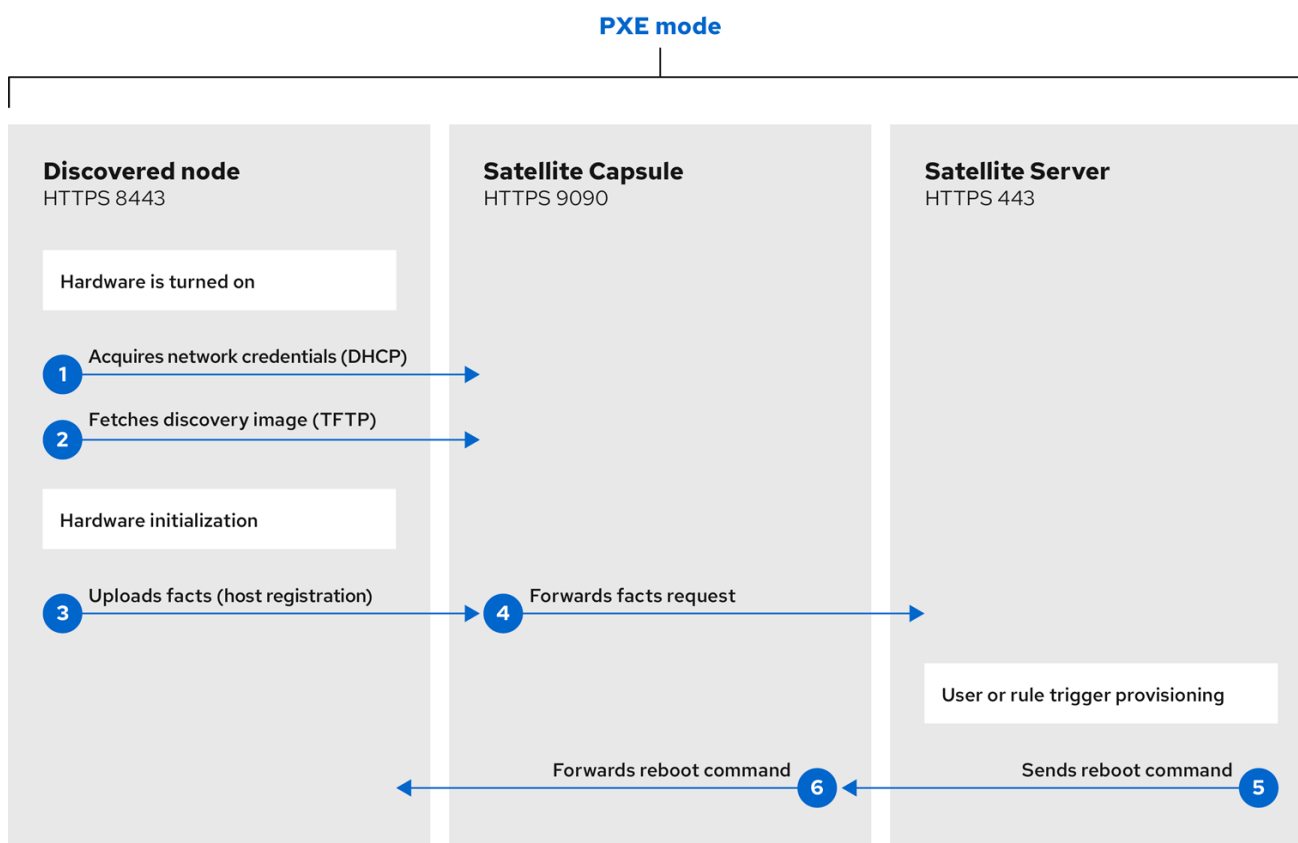 PXE mode
Discovered node
HTTPS 8443
Satellite Capsule
HTTPS 9090
Satellite Server
HTTPS 443
Hardware is turned on
Acquires network credentials (DHCP)
1
Fetches discovery image (TFTP)
2
Hardware initialization
Uploads facts (host registration)
3
Forwards facts request
4
User or rule trigger provisioning
Sends reboot command
5
Forwards reboot command
6